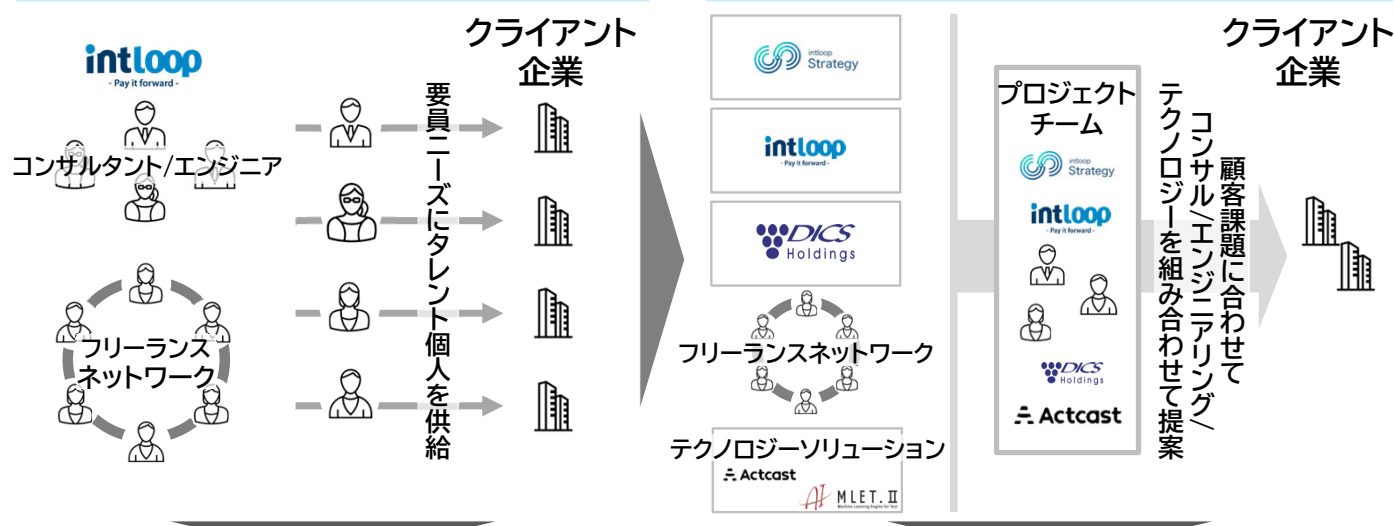 intloop
- Pay it forward -
コンサルタント/エンジニア
フリーランス
ネットワーク
要員ニーズにタレント個人を供給
クライアント
企業
intloop
Strategy
intloop
- Pay it forward -
DICS
Holdings
フリーランスネットワーク
テクノロジーソリューション
Actcast
AI MLET.II
Machine Learning Engine for Text
プロジェクト
チーム
intloop
Strategy
intloop
- Pay it forward -
DICS
Holdings
Actcast
顧客課題に合わせて
コンサル/エンジニアリング/
テクノロジーを組み合わせて提案
クライアント
企業